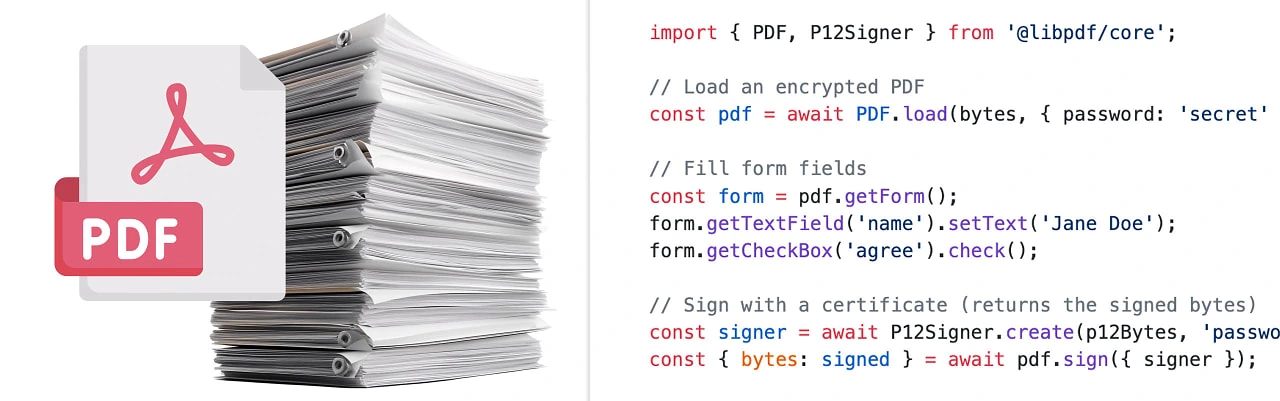 PDF
import { PDF, P12Signer } from '@libpdf/core';
// Load an encrypted PDF
const pdf = await PDF.load(bytes, { password: 'secret'
// Fill form fields
const form = pdf.getForm();
form.getTextField('name').setText('Jane Doe');
form.getCheckBox('agree').check();
// Sign with a certificate (returns the signed bytes)
const signer = await P12Signer.create(p12Bytes, 'passwo
const { bytes: signed } = await pdf.sign({ signer });